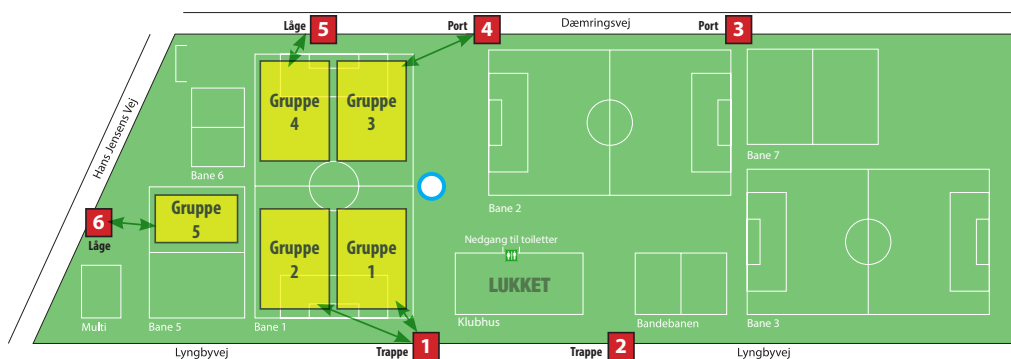 Dæmringsvej
Låge
5
Port
4
Port
3
Hans Jensens Vej
Gruppe
4
Gruppe
3
Bane 6
Bane 7
Bane 2
Gruppe
5
6
Låge
Gruppe
2
Gruppe
1
Nedgang til toiletter
LUKKET
Klubhus
Bandebanen
Bane 3
Multi
Bane 5
Bane 1
Lyngbyvej
Trappe
1
Trappe
2
Lyngbyvej